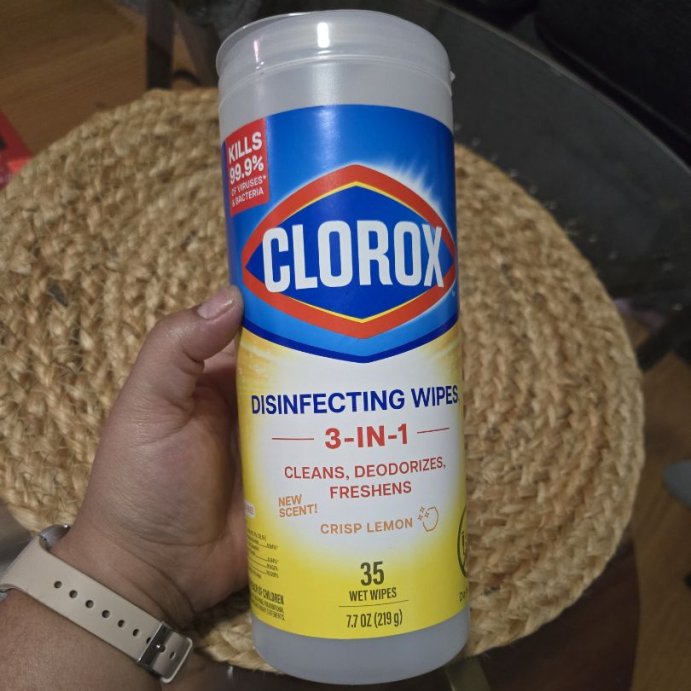 KILLS
99.9%
OF VIRUSES*
& BACTERIA
CLOROX
DISINFECTING WIPES
3-IN-1
CLEANS, DEODORIZES,
FRESHENS
NEW
SCENT!
CRISP LEMON
35
WET WIPES
7.7 OZ (219 g)